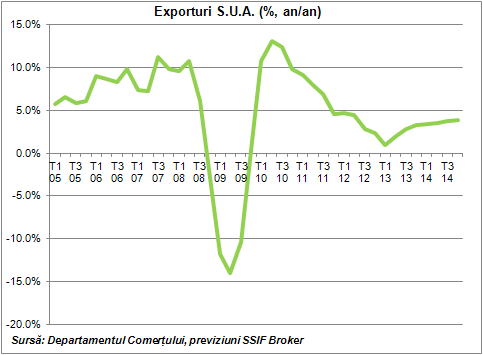 Exporturi S.U.A. (%, an/an)
15.0%
10.0%
5.0%
0.0%
-5.0%
-10.0%
-15.0%
-20.0%
T1 T3 T1 T3 T1 T3 T1 T3 T1 T3 T1 T3 T1 T3 T1 T3 T1 T3 T1 T3
05 05 06 06 07 07 08 08 09 09 10 10 11 11 12 12 13 13 14 14
Sursă: Departamentul Comerțului, previziuni SSIF Broker